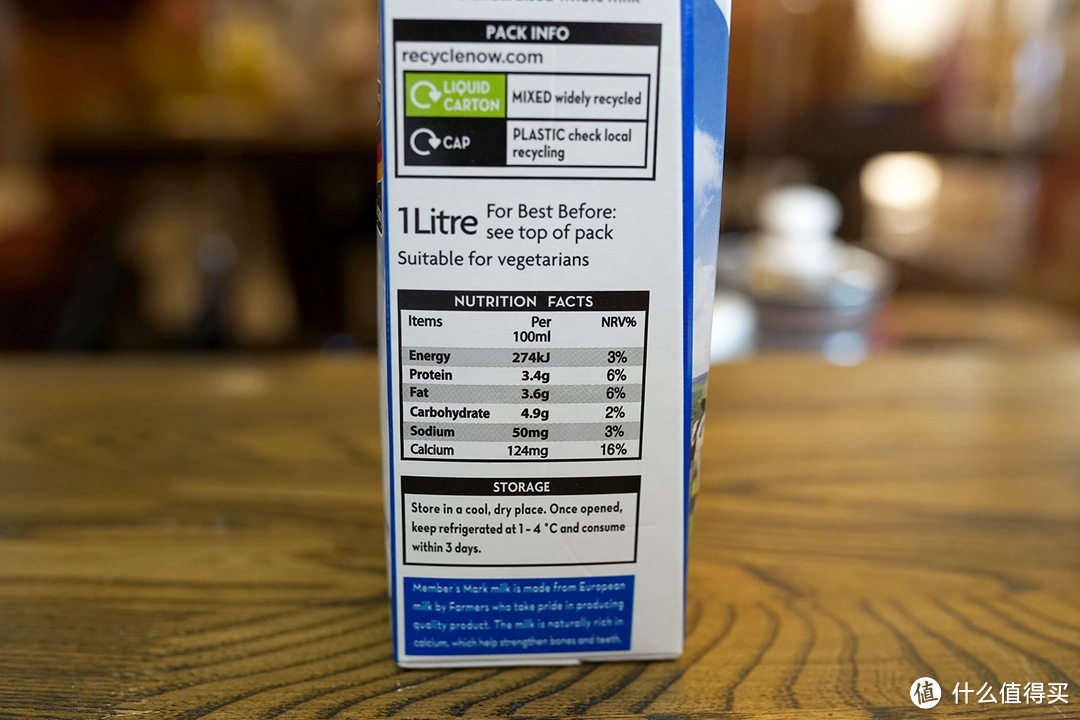 whole milk
PACK INFO
recyclenow.com
LIQUID
CARTON
MIXED widely recycled
CAP
PLASTIC check local
recycling
1Litre
For Best Before:
see top of pack
Suitable for vegetarians
NUTRITION FACTS
Items Per 100ml NRV%
Energy 274kJ 3%
Protein 3.4g 6%
Fat 3.6g 6%
Carbohydrate 4.9g 2%
Sodium 50mg 3%
Calcium 124mg 16%
STORAGE
Store in a cool, dry place. Once opened,
keep refrigerated at 1 - 4 °C and consume
within 3 days.
Member's Mark milk is made from European
milk by Farmers who take pride in producing
quality product. The milk is naturally rich in
calcium, which help strengthen bones and teeth.
值 什么值得买